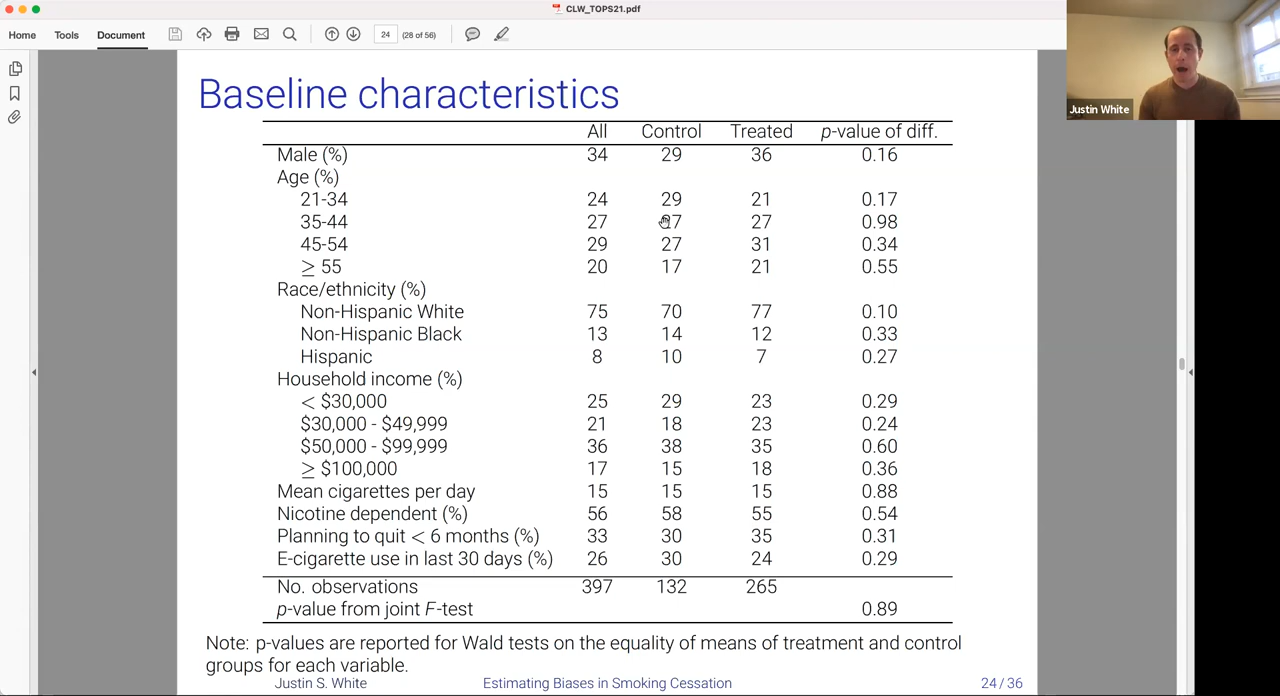 CLW_TOPS21.pdf
Home Tools Document 24 (28 of 56)
Justin White
Baseline characteristics
All Control Treated p-value of diff.
Male (%) 34 29 36 0.16
Age (%)
21-34 24 29 21 0.17
35-44 27 27 27 0.98
45-54 29 27 31 0.34
≥ 55 20 17 21 0.55
Race/ethnicity (%)
Non-Hispanic White 75 70 77 0.10
Non-Hispanic Black 13 14 12 0.33
Hispanic 8 10 7 0.27
Household income (%)
< $30,000 25 29 23 0.29
$30,000 - $49,999 21 18 23 0.24
$50,000 - $99,999 36 38 35 0.60
≥ $100,000 17 15 18 0.36
Mean cigarettes per day 15 15 15 0.88
Nicotine dependent (%) 56 58 55 0.54
Planning to quit < 6 months (%) 33 30 35 0.31
E-cigarette use in last 30 days (%) 26 30 24 0.29
No. observations 397 132 265
p-value from joint F-test 0.89
Note: p-values are reported for Wald tests on the equality of means of treatment and control
groups for each variable.
Justin S. White Estimating Biases in Smoking Cessation 24 / 36